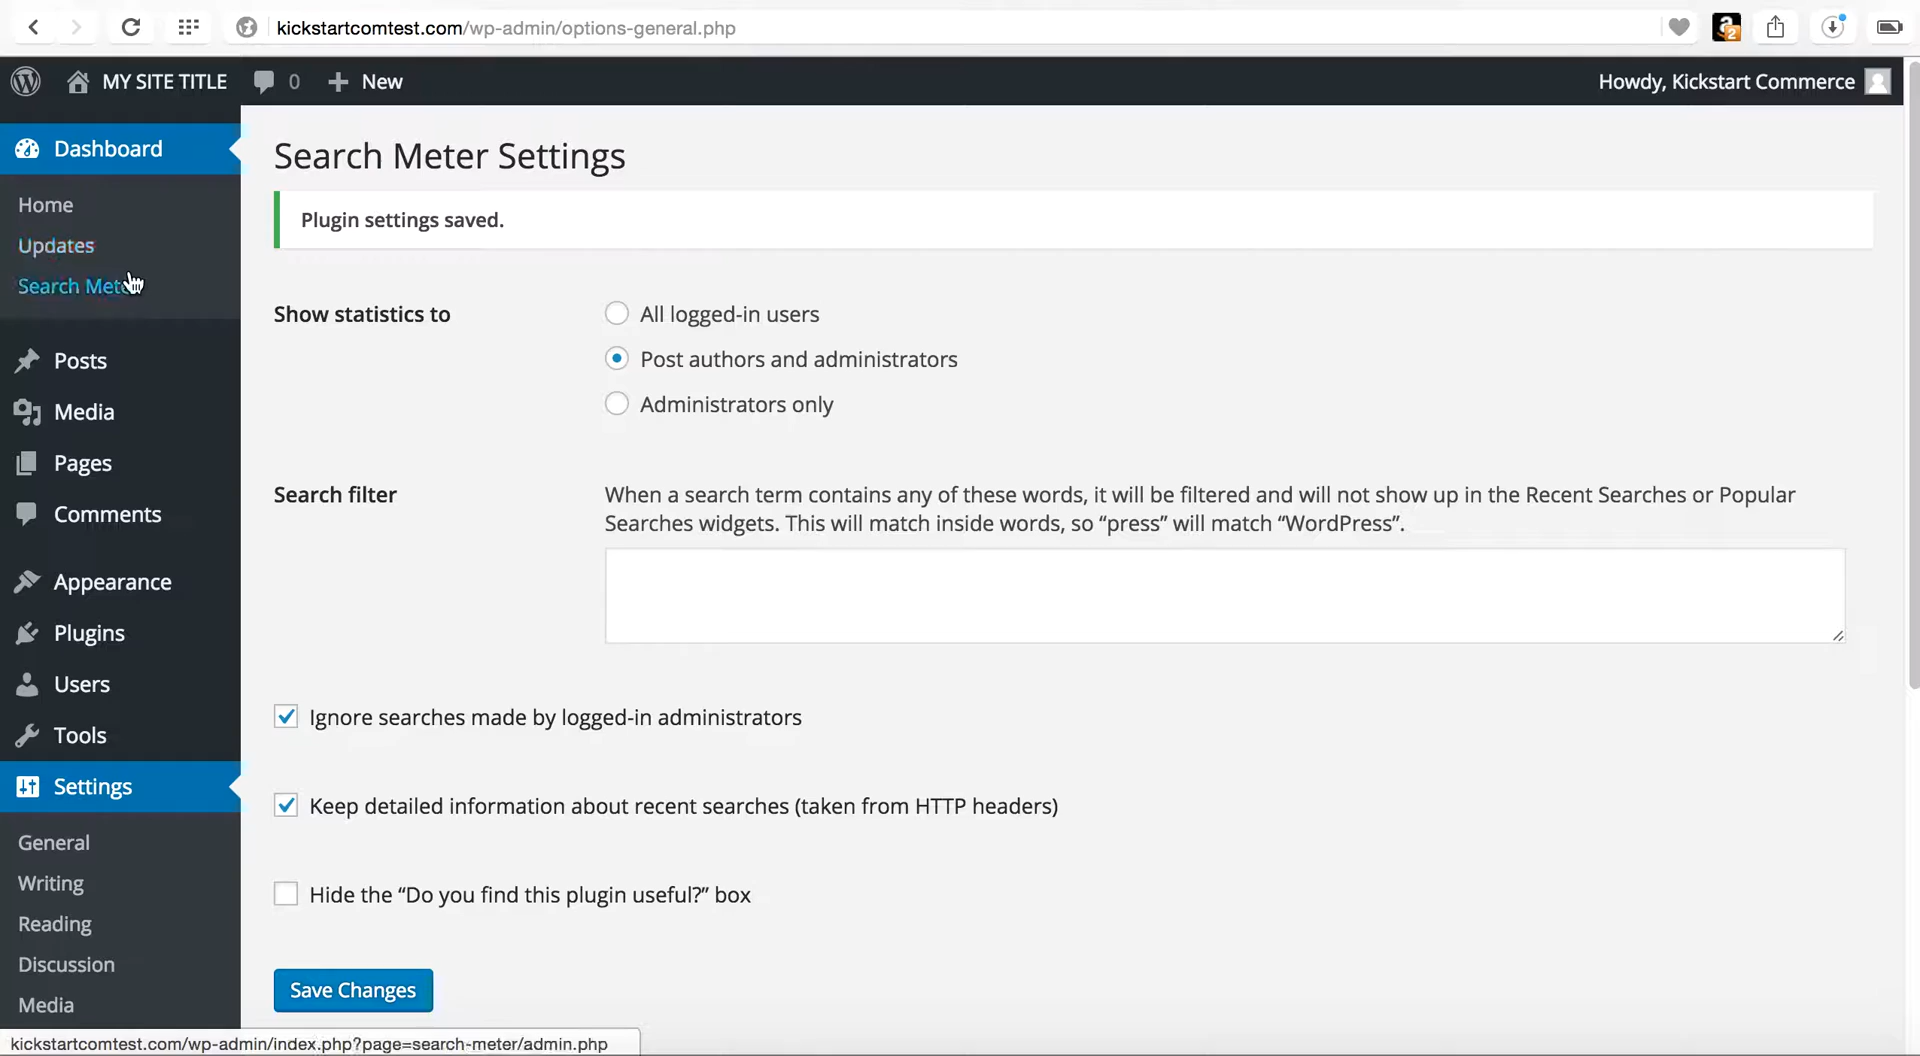 kickstartcomtest.com/wp-admin/options-general.php
2
MY SITE TITLE 0 New
Howdy, Kickstart Commerce
Dashboard
Home
Updates
Search Mete
Posts
Media
Pages
Comments
Appearance
Plugins
Users
Tools
Settings
General
Writing
Reading
Discussion
Media
Search Meter Settings
Plugin settings saved.
Show statistics to
All logged-in users
Post authors and administrators
Administrators only
Search filter
When a search term contains any of these words, it will be filtered and will not show up in the Recent Searches or Popular
Searches widgets. This will match inside words, so “press” will match “WordPress”.
Ignore searches made by logged-in administrators
Keep detailed information about recent searches (taken from HTTP headers)
Hide the “Do you find this plugin useful?” box
Save Changes
kickstartcomtest.com/wp-admin/index.php?page=search-meter/admin.php